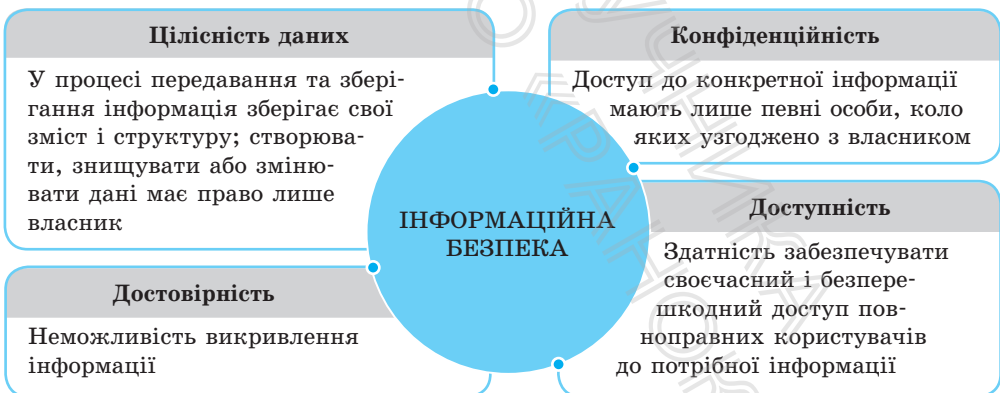 Цілісність даних
У процесі передавання та збері-
гання інформація зберігає свої
зміст і структуру; створюва-
ти, знищувати або зміню-
вати дані має право лише
власник
Конфіденційність
Доступ до конкретної інформації
мають лише певні особи, коло
яких узгоджено з власником
ІНФОРМАЦІЙНА
БЕЗПЕКА
Достовірність
Неможливість викривлення
інформації
Доступність
Здатність забезпечувати
своєчасний і безпере-
шкодний доступ пов-
ноправних користувачів
до потрібної інформації